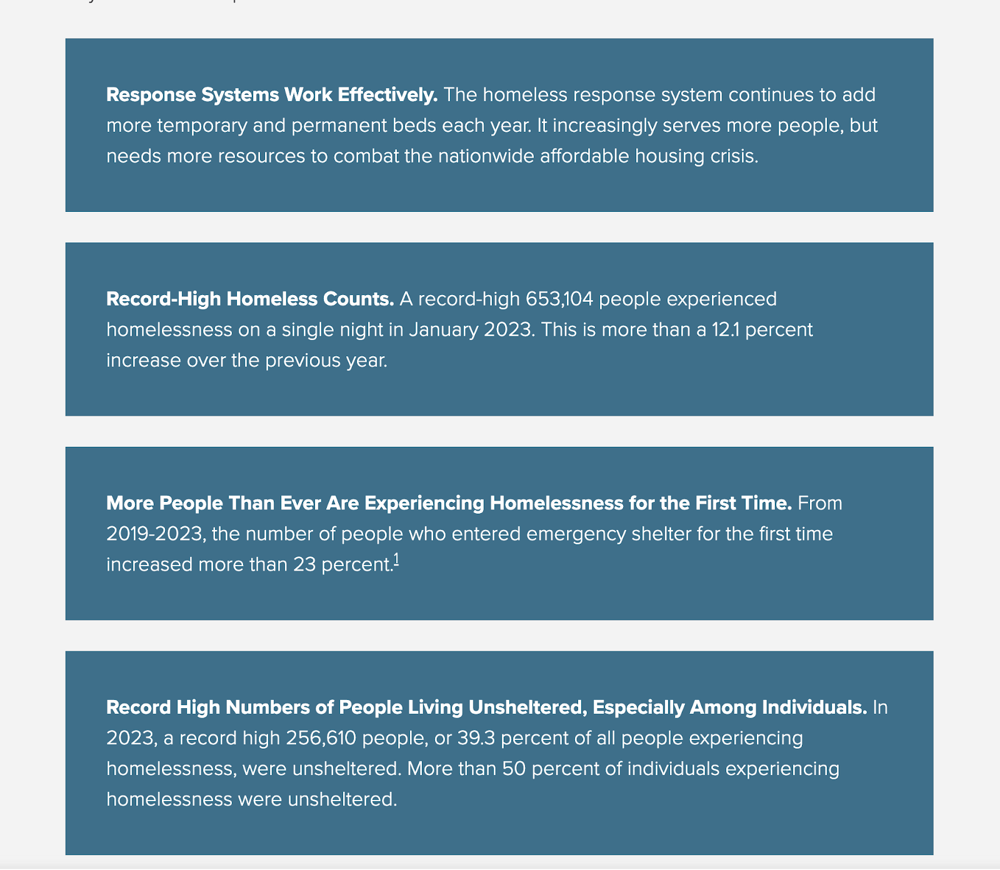 Response Systems Work Effectively. The homeless response system continues to add
more temporary and permanent beds each year. It increasingly serves more people, but
needs more resources to combat the nationwide affordable housing crisis.
Record-High Homeless Counts. A record-high 653,104 people experienced
homelessness on a single night in January 2023. This is more than a 12.1 percent
increase over the previous year.
More People Than Ever Are Experiencing Homelessness for the First Time. From
2019-2023, the number of people who entered emergency shelter for the first time
increased more than 23 percent.1
Record High Numbers of People Living Unsheltered, Especially Among Individuals. In
2023, a record high 256,610 people, or 39.3 percent of all people experiencing
homelessness, were unsheltered. More than 50 percent of individuals experiencing
homelessness were unsheltered.